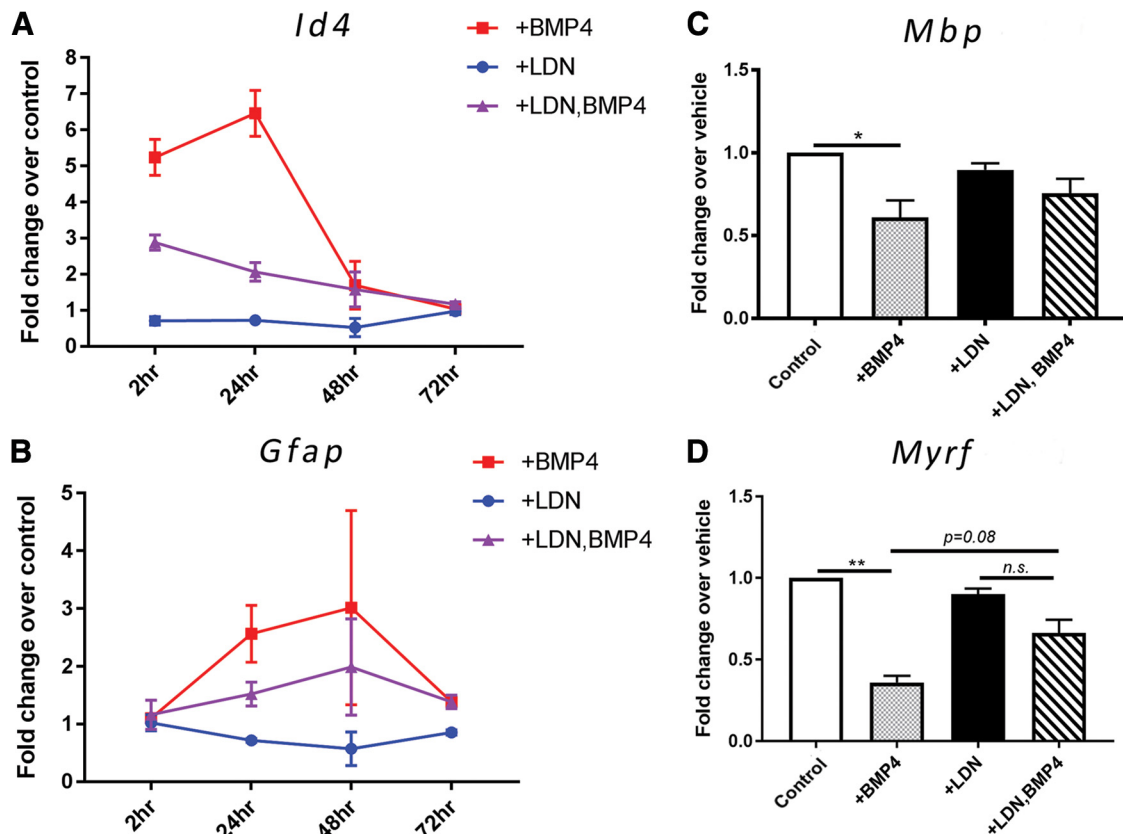 A
Id4
+BMP4
+LDN
+LDN,BMP4
Fold change over control
8
7
6
5
4
3
2
1
0
2hr
24hr
48hr
72hr
B
Gfap
+BMP4
+LDN
+LDN,BMP4
Fold change over control
5
4
3
2
1
0
2hr
24hr
48hr
72hr
C
Mbp
Fold change over vehicle
1.5
1.0
0.5
0.0
*
Control
+BMP4
+LDN
+LDN, BMP4
D
Myrf
Fold change over vehicle
1.5
1.0
0.5
0.0
**
p=0.08
n.s.
Control
+BMP4
+LDN
+LDN,BMP4